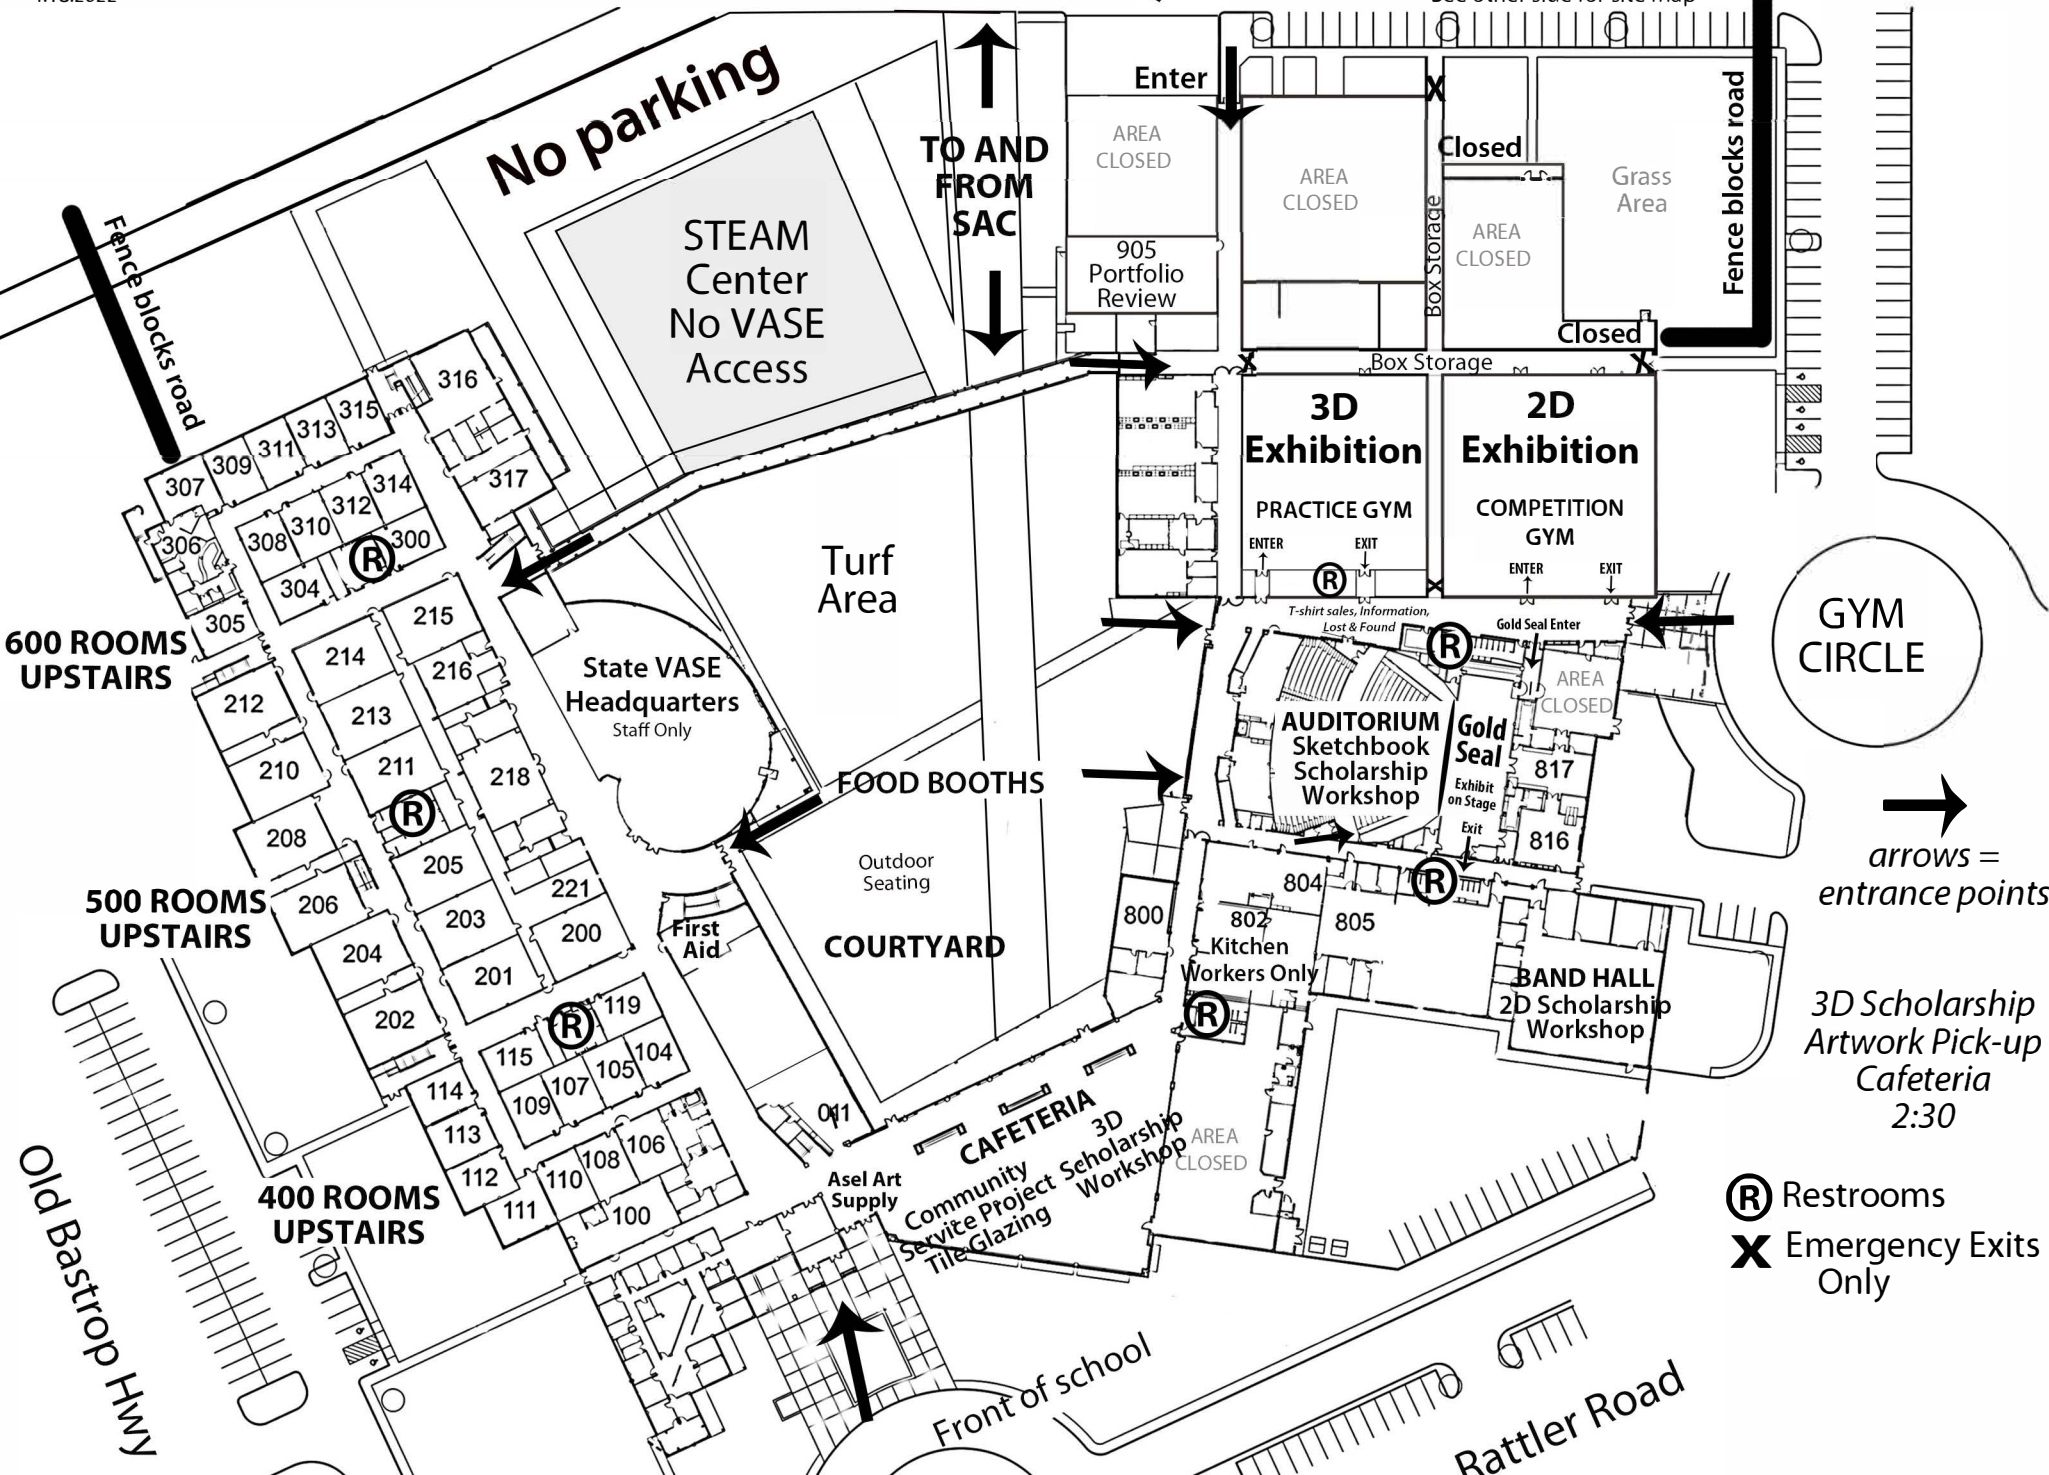 See other side for site map
No parking
Enter
TO AND
FROM
SAC
AREA
CLOSED
AREA
CLOSED
X
Closed
Box Storage
AREA
CLOSED
Grass
Area
Fence blocks road
Fence blocks road
STEAM
Center
No VASE
Access
905
Portfolio
Review
Closed
X
Box Storage
X
3D
Exhibition
PRACTICE GYM
ENTER
EXIT
R
2D
Exhibition
COMPETITION
GYM
ENTER
EXIT
X
316
315
313
311
309
307
317
314
312
310
308
306
300
R
304
305
Turf
Area
T-shirt sales, Information,
Lost & Found
Gold Seal Enter
R
GYM
CIRCLE
600 ROOMS
UPSTAIRS
215
214
216
212
213
210
211
218
R
208
205
206
221
203
200
204
201
202
State VASE
Headquarters
Staff Only
AREA
CLOSED
AUDITORIUM
Sketchbook
Scholarship
Workshop
Gold
Seal
Exhibit
on Stage
Exit
817
816
FOOD BOOTHS
Outdoor
Seating
COURTYARD
First
Aid
R
804
800
802
805
Kitchen
Workers Only
R
BAND HALL
2D Scholarship
Workshop
arrows =
entrance points
3D Scholarship
Artwork Pick-up
Cafeteria
2:30
500 ROOMS
UPSTAIRS
R
119
115
104
105
107
109
114
113
112
111
110
108
106
100
011
400 ROOMS
UPSTAIRS
Asel Art
Supply
CAFETERIA
Community
Service Project
Tile Glazing
3D
Scholarship
Workshop
AREA
CLOSED
R Restrooms
X Emergency Exits
Only
Old Bastrop Hwy
Front of school
Rattler Road